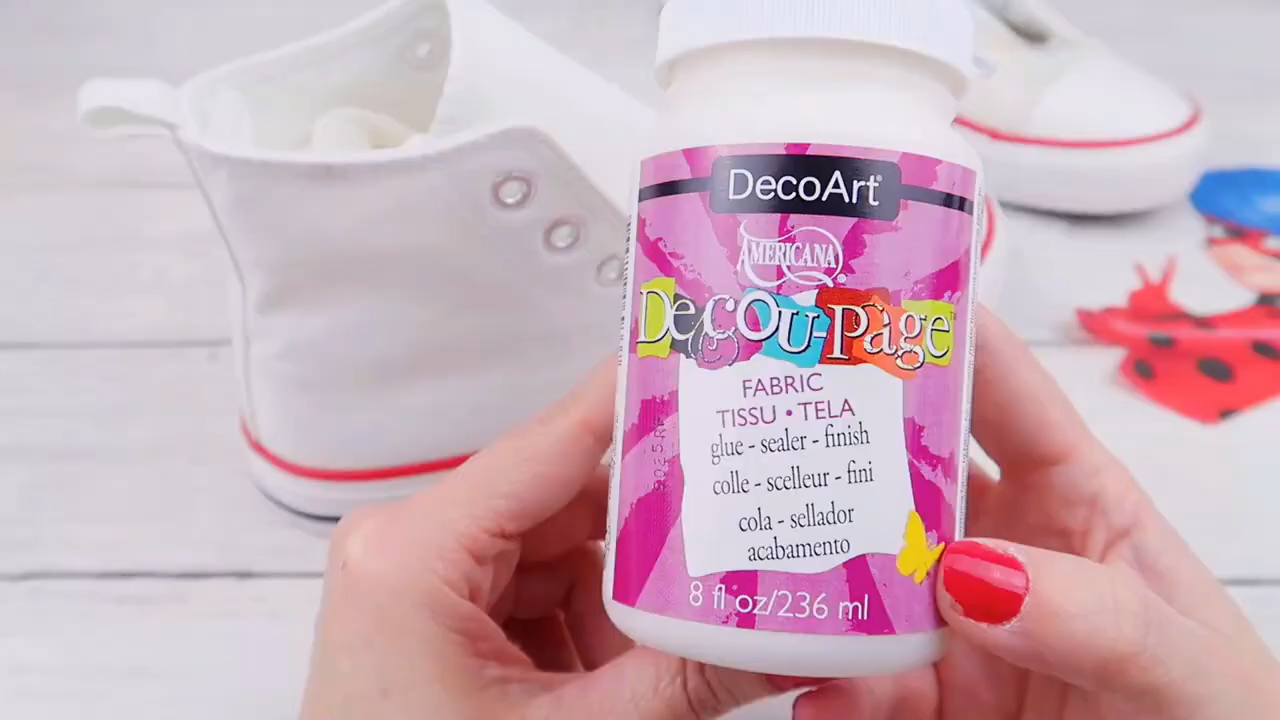 DecoArt®
AMERICANA
Decou-Page™
FABRIC
TISSU • TELA
glue - sealer - finish
colle - scelleur - fini
cola - sellador
acabamento
8 fl oz/236 ml